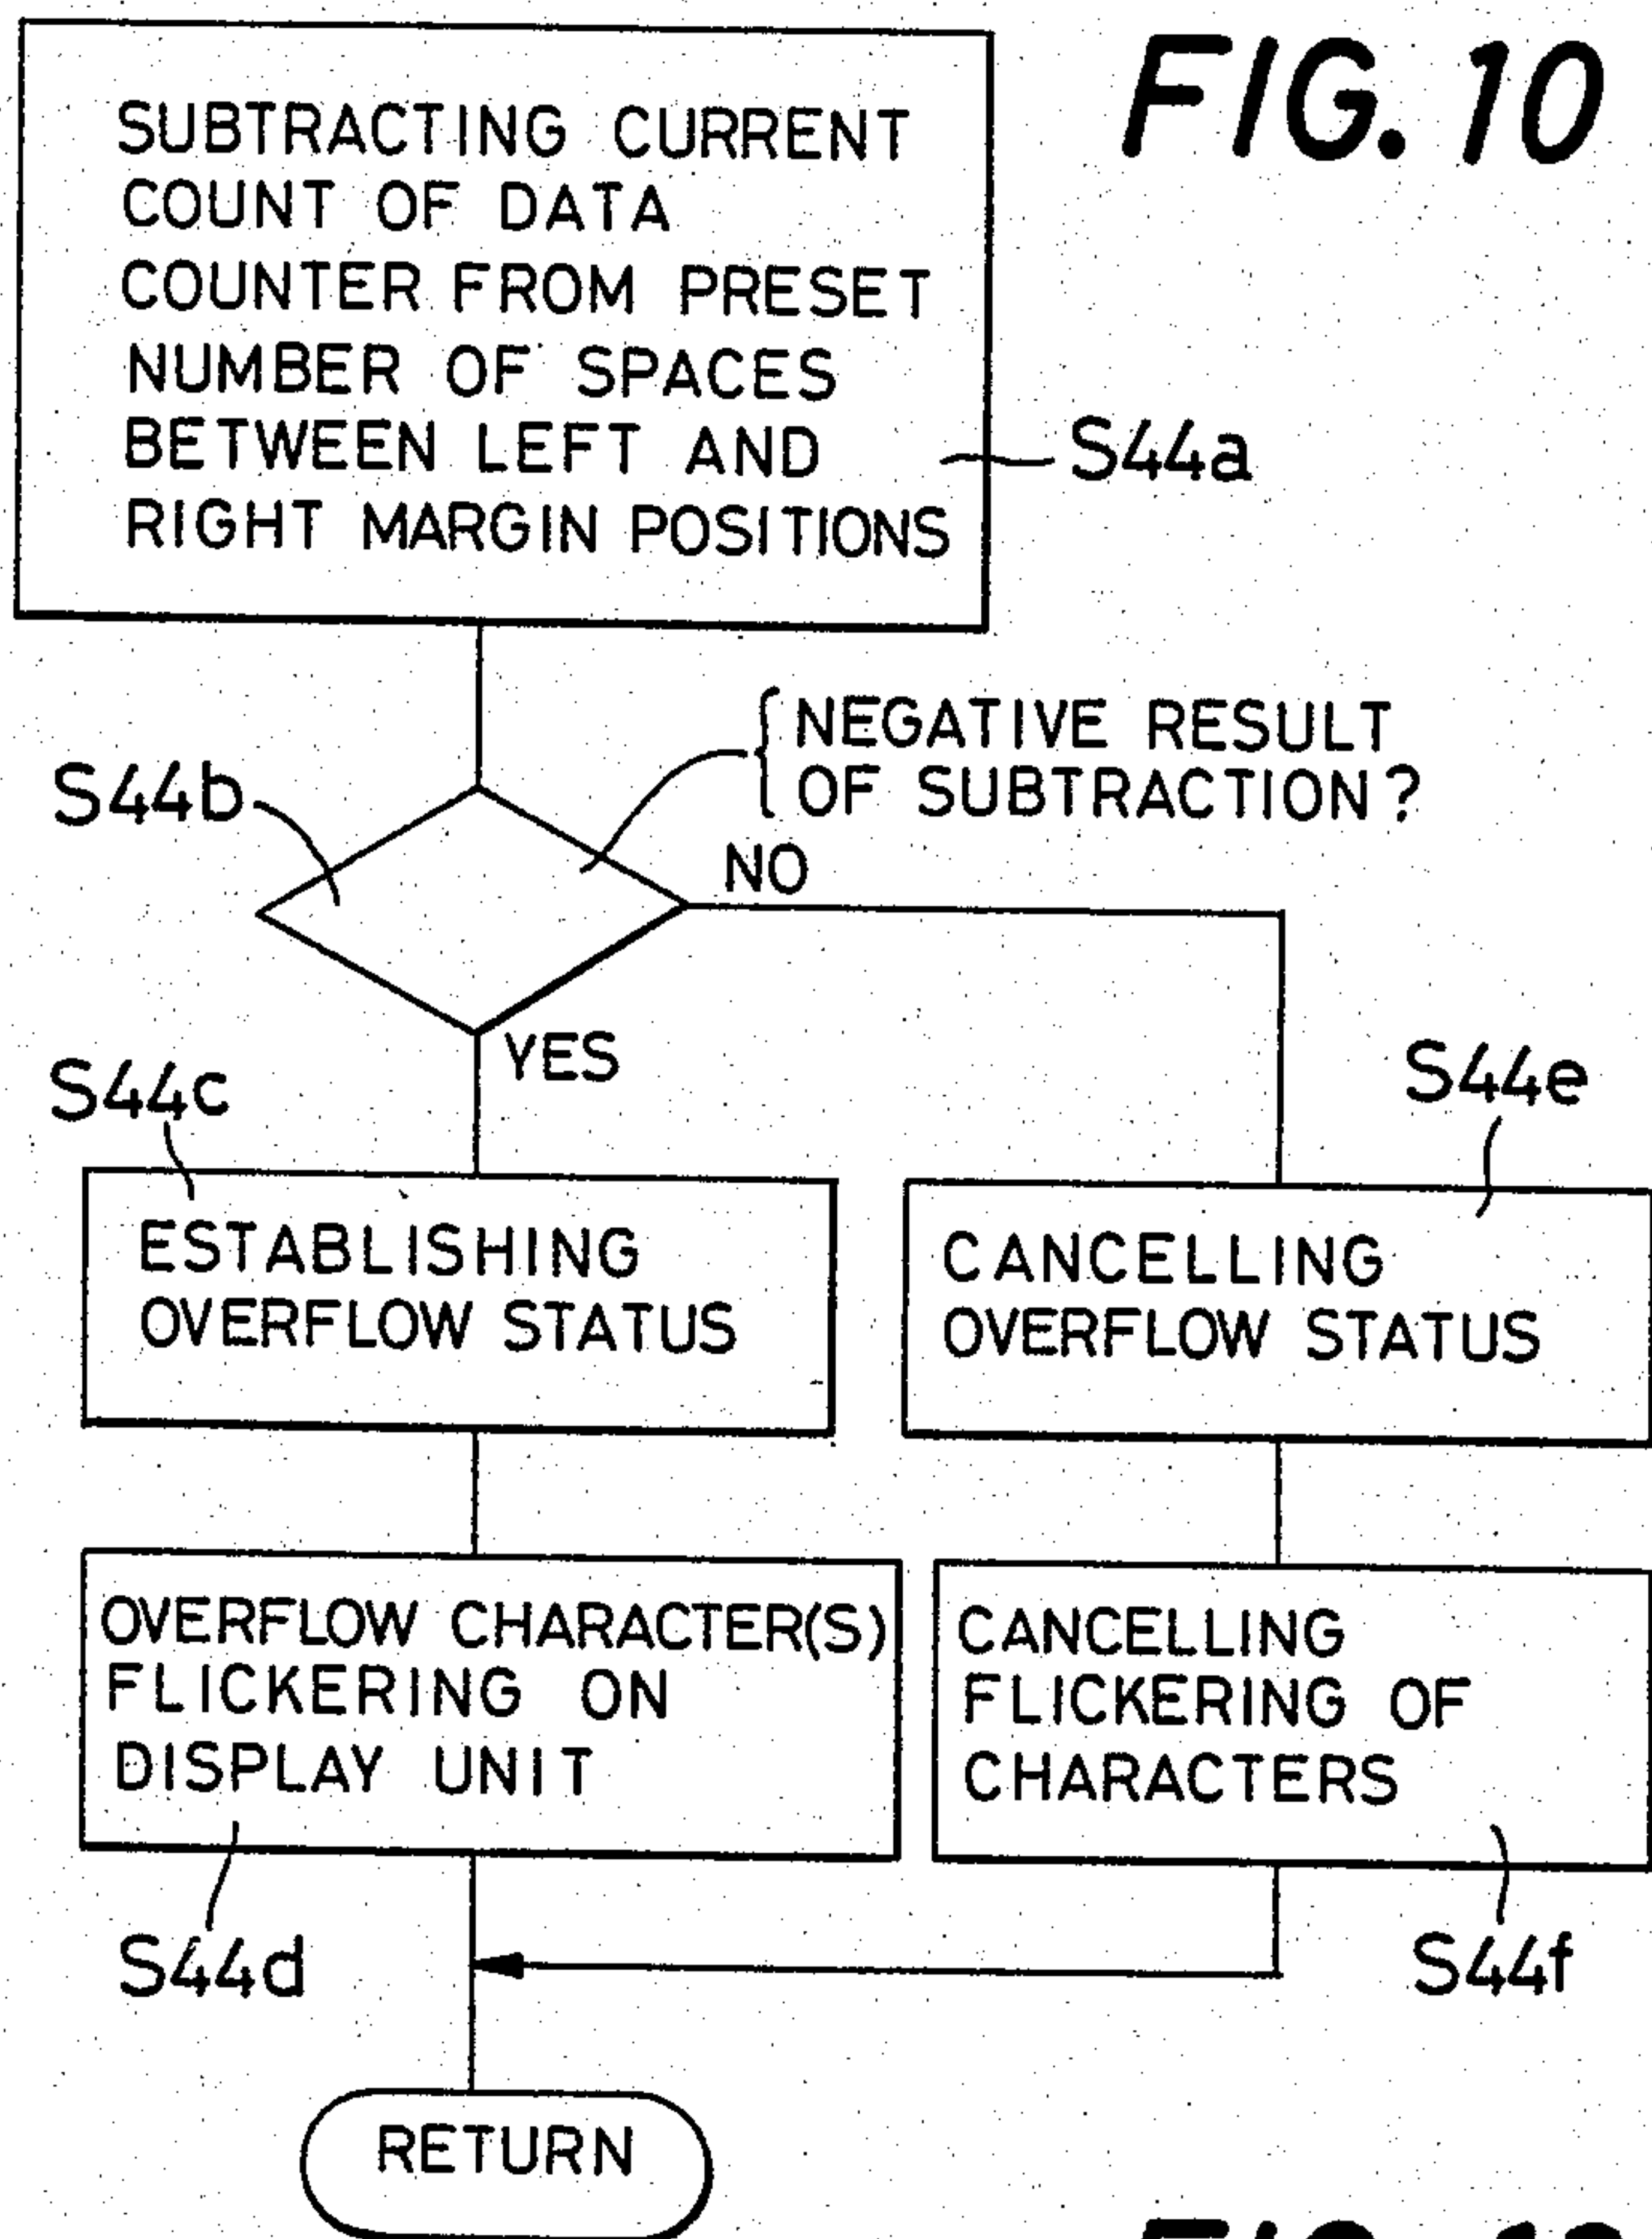 FIG. 10
SUBTRACTING CURRENT
COUNT OF DATA
COUNTER FROM PRESET
NUMBER OF SPACES
BETWEEN LEFT AND
RIGHT MARGIN POSITIONS
S44a
NEGATIVE RESULT
OF SUBTRACTION ?
S44b
NO
YES
S44c
S44e
ESTABLISHING
OVERFLOW STATUS
CANCELLING
OVERFLOW STATUS
OVERFLOW CHARACTER(S)
FLICKERING ON
DISPLAY UNIT
CANCELLING
FLICKERING OF
CHARACTERS
S44d
S44f
RETURN